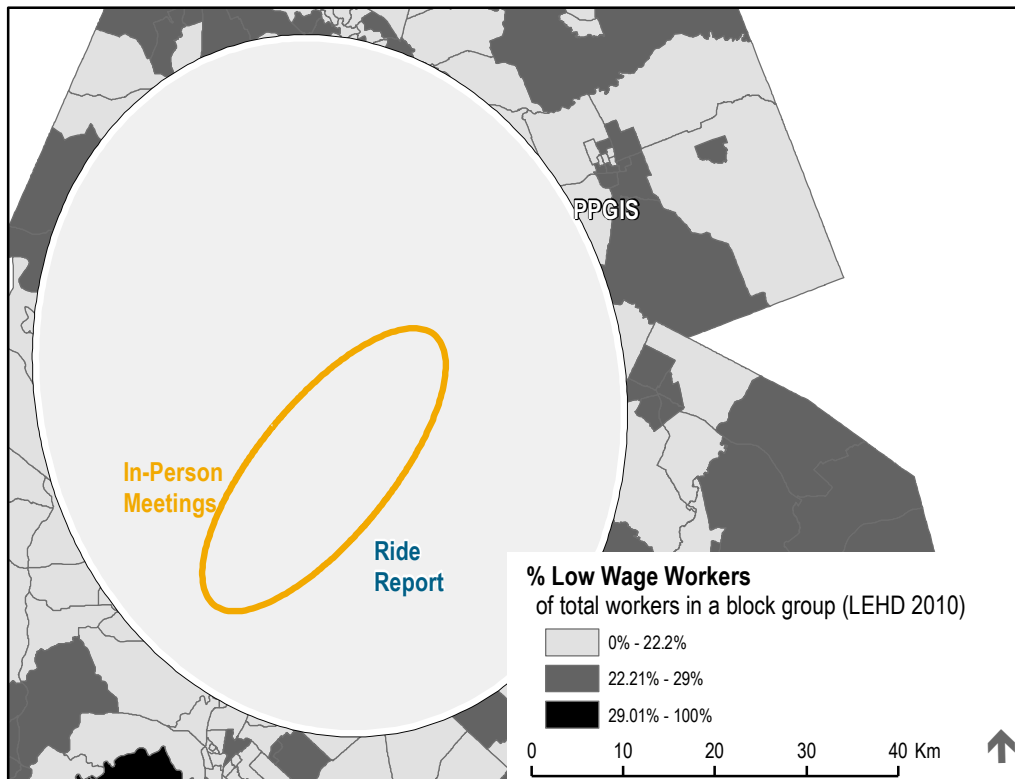 PPGIS
In-Person
Meetings
Ride
Report
% Low Wage Workers
of total workers in a block group (LEHD 2010)
0% - 22.2%
22.21% - 29%
29.01% - 100%
0 10 20 30 40 Km